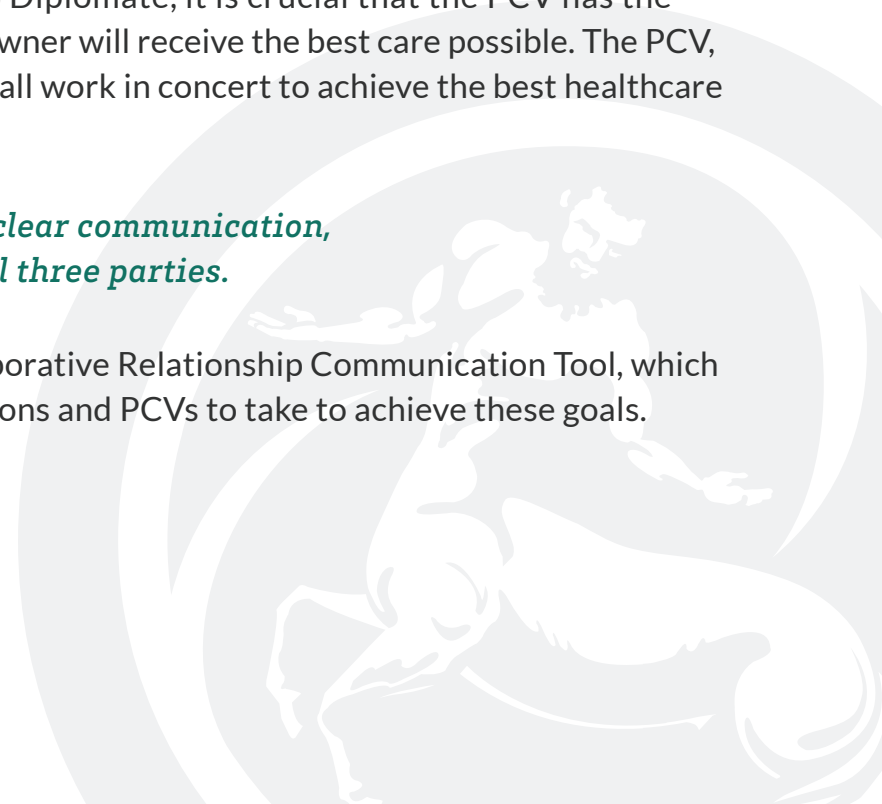 Diplomate, it is crucial that the PCV has the
wner will receive the best care possible. The PCV,
all work in concert to achieve the best healthcare
clear communication,
l three parties.
orative Relationship Communication Tool, which
ons and PCVs to take to achieve these goals.